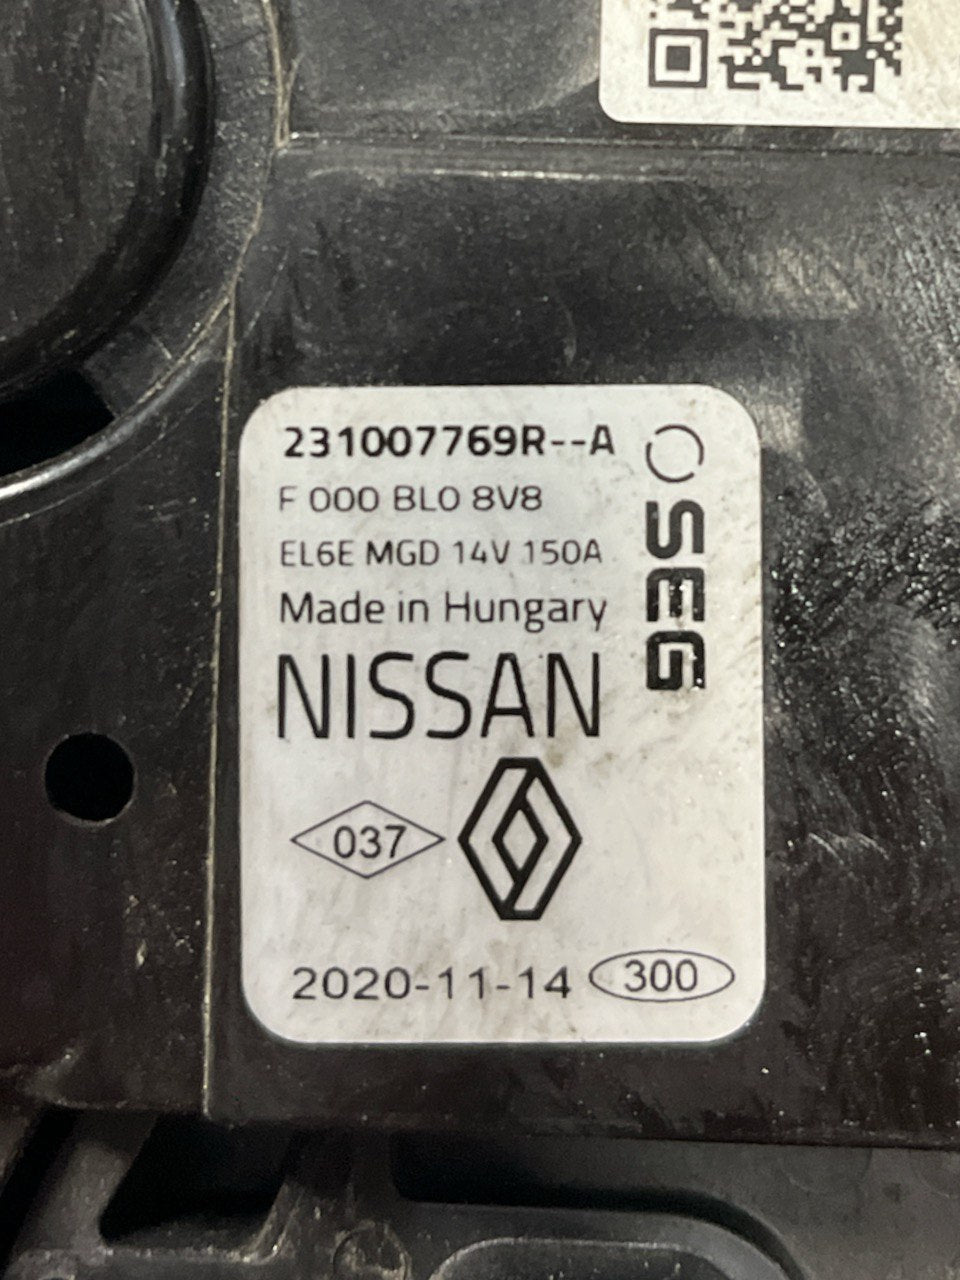 231007769R--A
F 000 BL0 8V8
EL6E MGD 14V 150A
Made in Hungary
SEG
NISSAN
037
2020-11-14 300